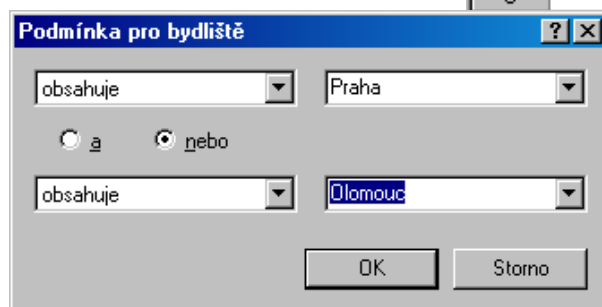 Podmínka pro bydliště
obsahuje Praha
a nebo
obsahuje Olomouc
OK Storno